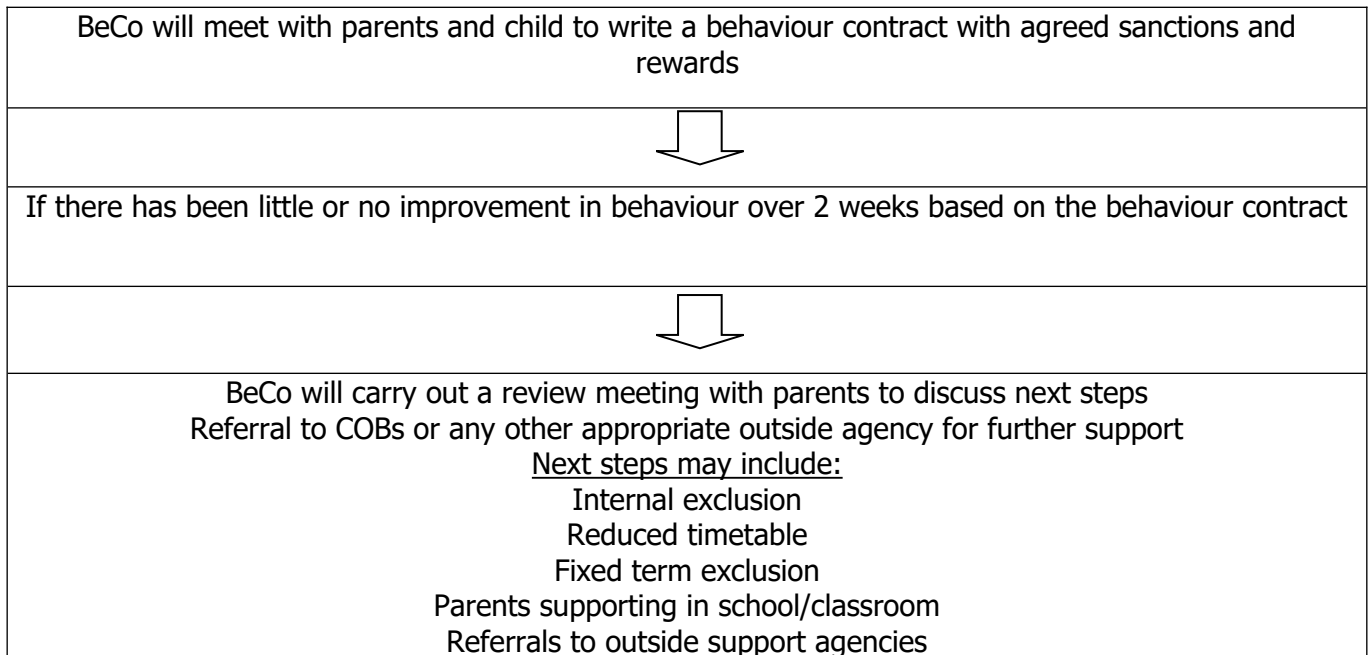 BeCo will meet with parents and child to write a behaviour contract with agreed sanctions and
rewards
If there has been little or no improvement in behaviour over 2 weeks based on the behaviour contract
BeCo will carry out a review meeting with parents to discuss next steps
Referral to COBs or any other appropriate outside agency for further support
Next steps may include:
Internal exclusion
Reduced timetable
Fixed term exclusion
Parents supporting in school/classroom
Referrals to outside support agencies